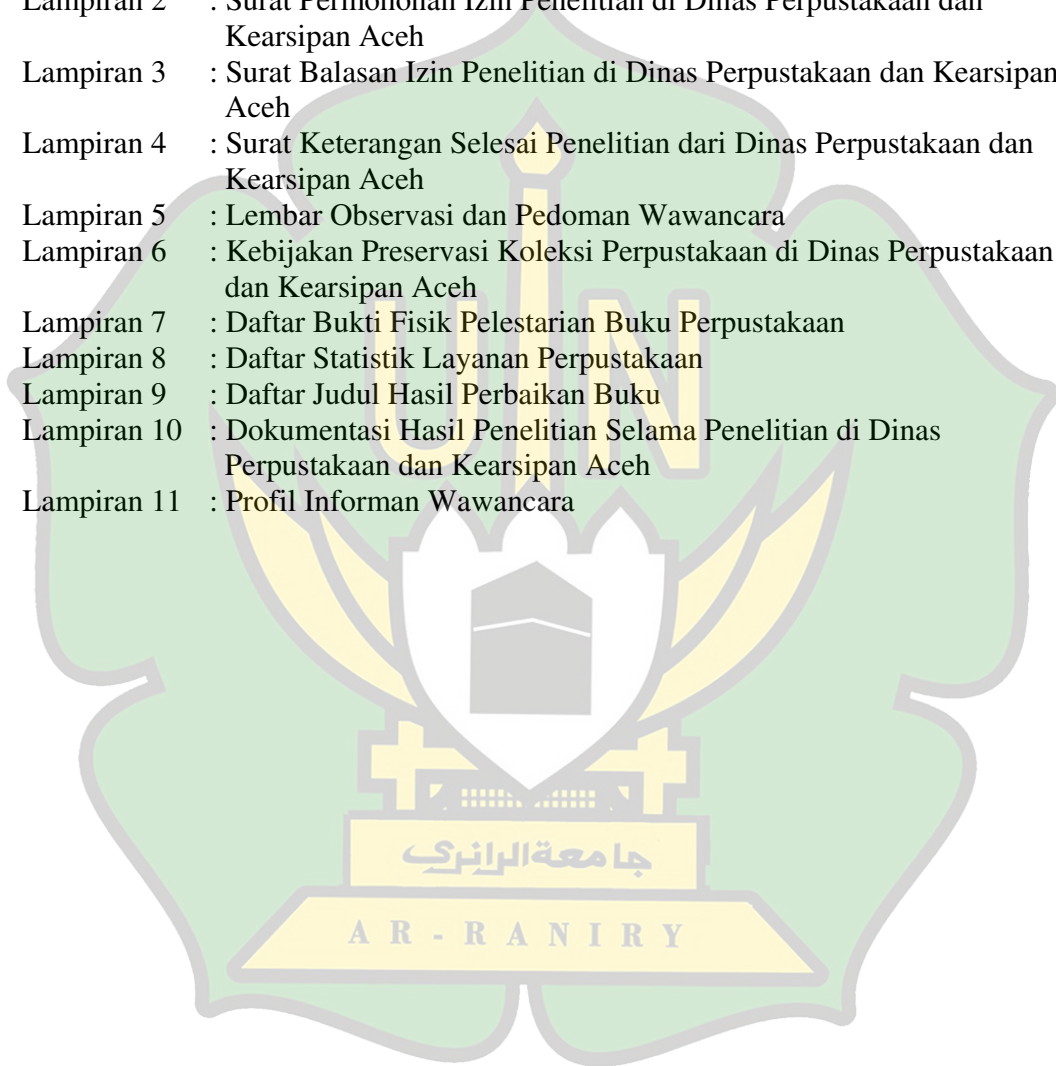 Lampiran 2 : Surat Permohonan Izin Penelitian di Dinas Perpustakaan dan
Kearsipan Aceh
Lampiran 3 : Surat Balasan Izin Penelitian di Dinas Perpustakaan dan Kearsipan
Aceh
Lampiran 4 : Surat Keterangan Selesai Penelitian dari Dinas Perpustakaan dan
Kearsipan Aceh
Lampiran 5 : Lembar Observasi dan Pedoman Wawancara
Lampiran 6 : Kebijakan Preservasi Koleksi Perpustakaan di Dinas Perpustakaan
dan Kearsipan Aceh
Lampiran 7 : Daftar Bukti Fisik Pelestarian Buku Perpustakaan
Lampiran 8 : Daftar Statistik Layanan Perpustakaan
Lampiran 9 : Daftar Judul Hasil Perbaikan Buku
Lampiran 10 : Dokumentasi Hasil Penelitian Selama Penelitian di Dinas
Perpustakaan dan Kearsipan Aceh
Lampiran 11 : Profil Informan Wawancara
UIN
جامعةالرانري
AR-RANIRY